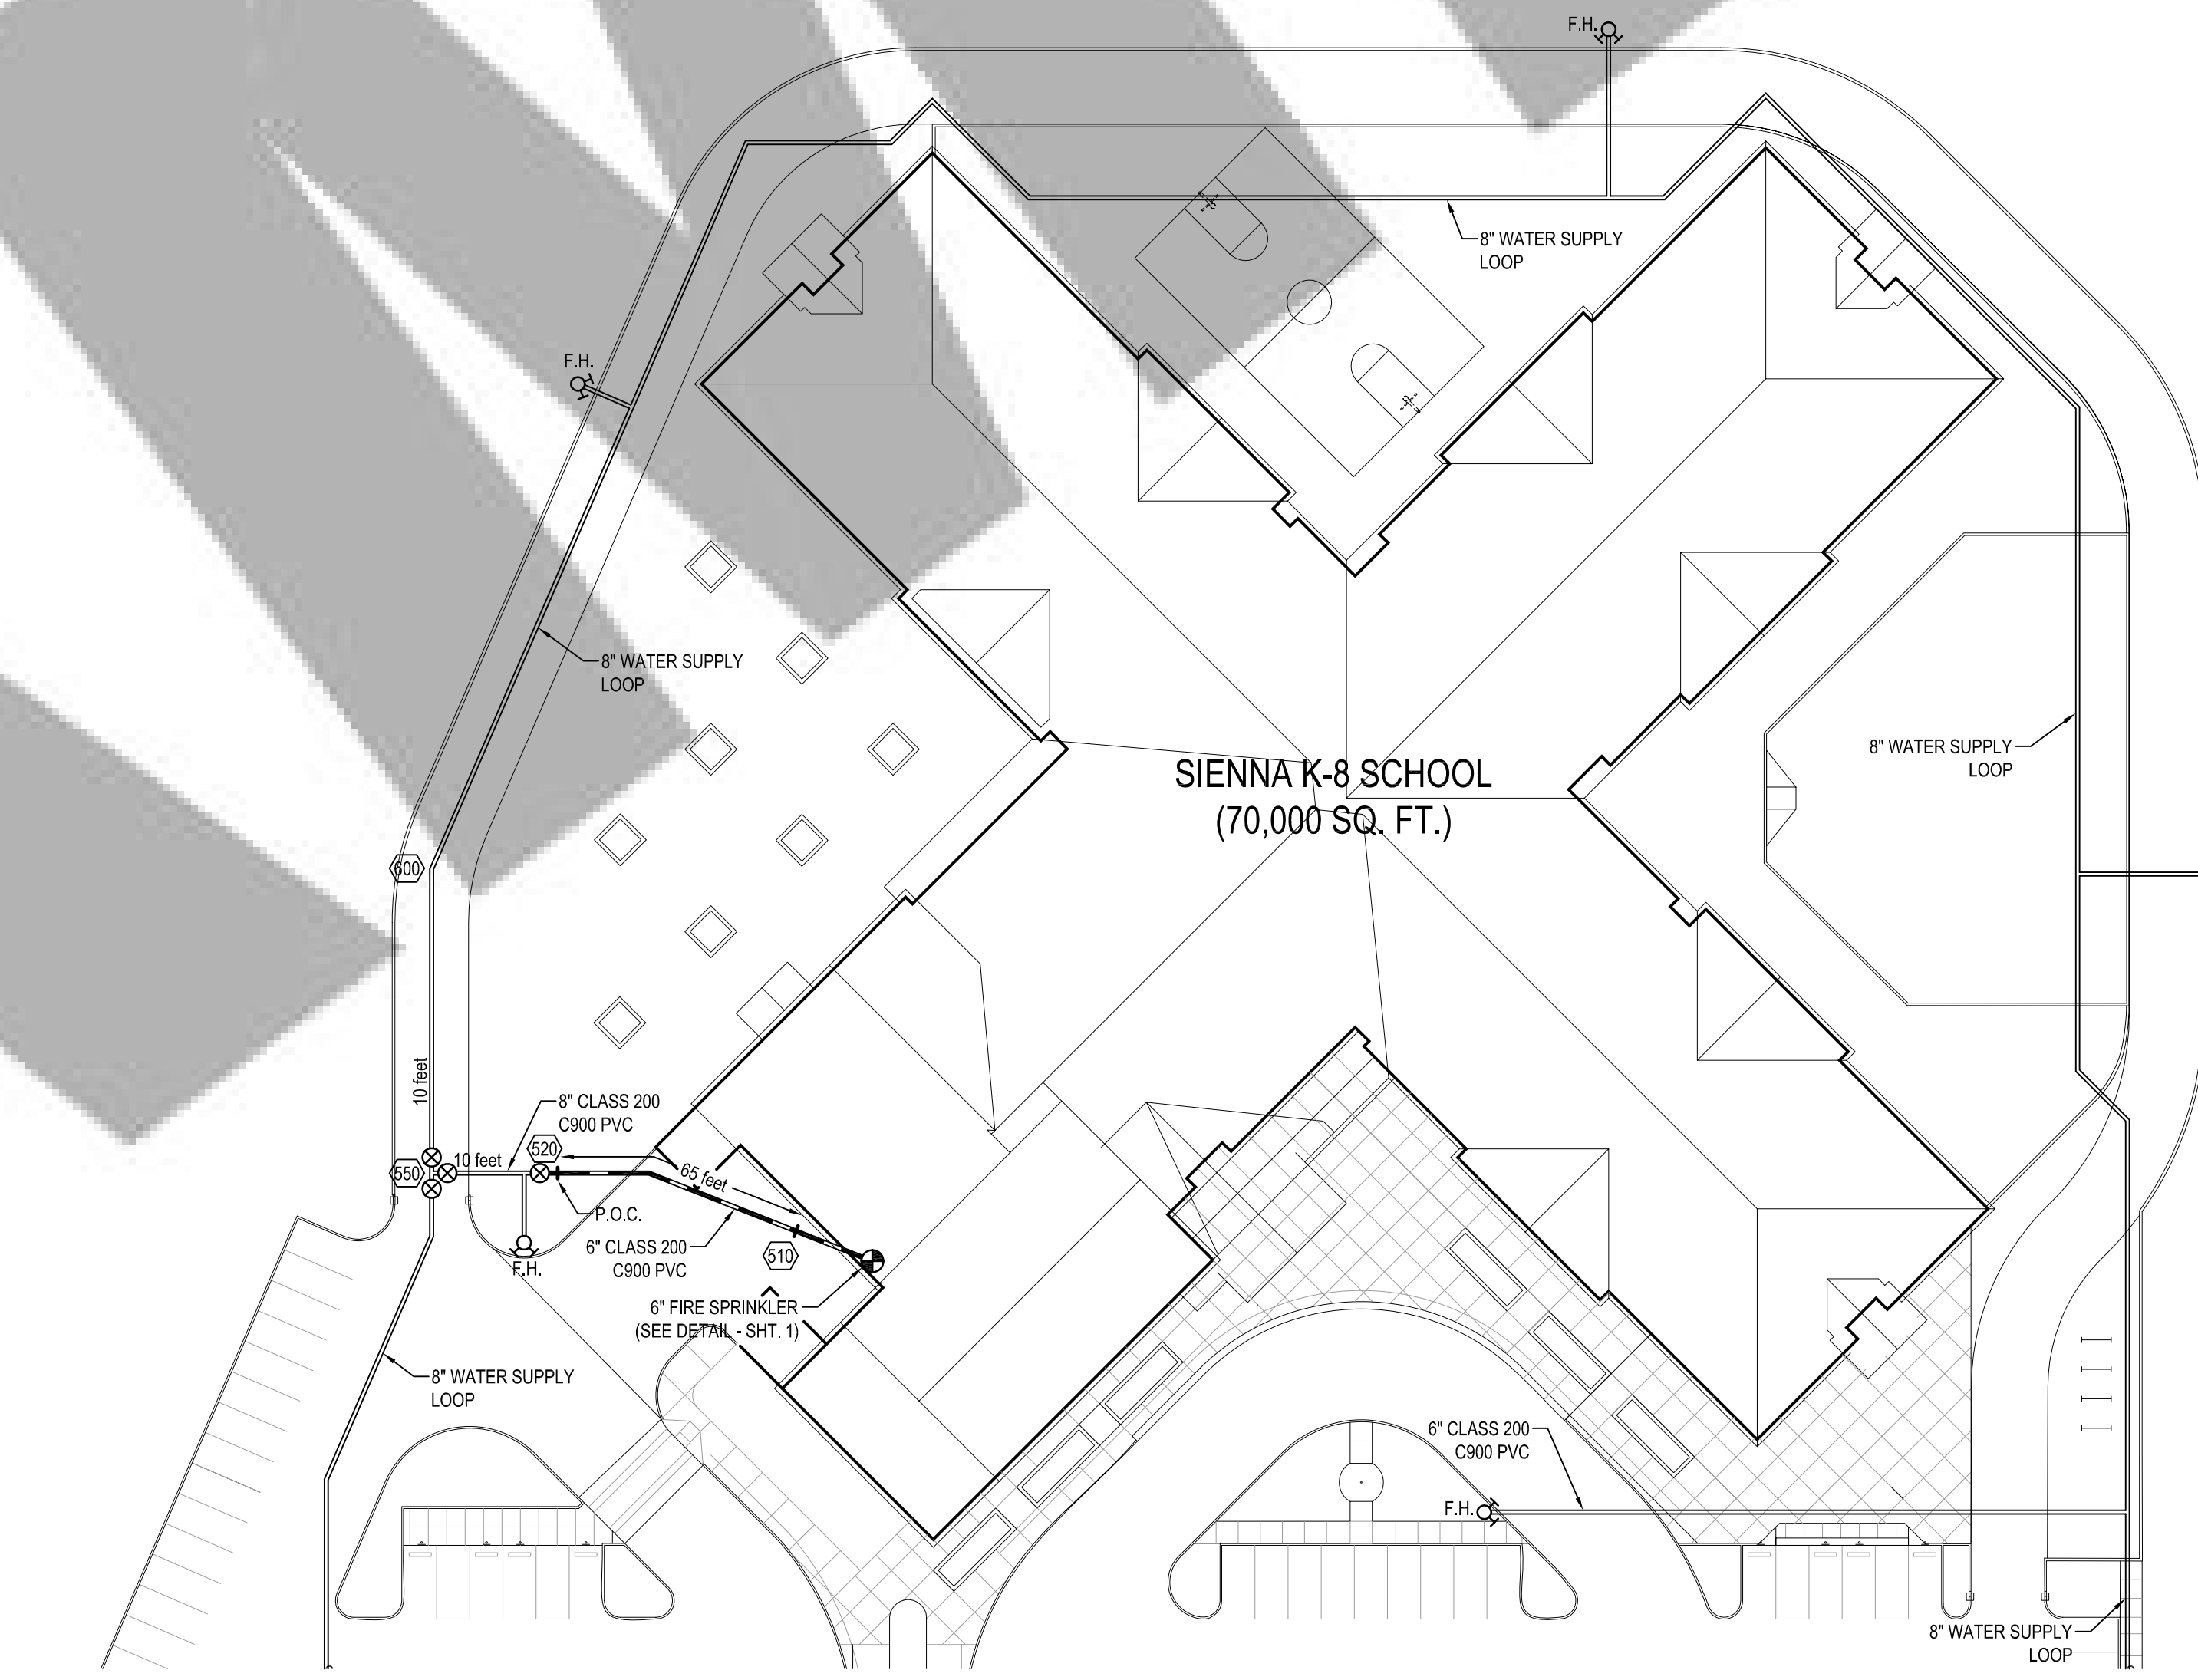 F.H.
8" WATER SUPPLY
LOOP
F.H.
8" WATER SUPPLY
LOOP
8" WATER SUPPLY
LOOP
SIENNA K-8 SCHOOL
(70,000 SQ. FT.)
600
10 feet
8" CLASS 200
C900 PVC
520
550
10 feet
65 feet
P.O.C.
6" CLASS 200
C900 PVC
510
F.H.
6" FIRE SPRINKLER
(SEE DETAIL - SHT. 1)
8" WATER SUPPLY
LOOP
6" CLASS 200
C900 PVC
F.H.
8" WATER SUPPLY
LOOP